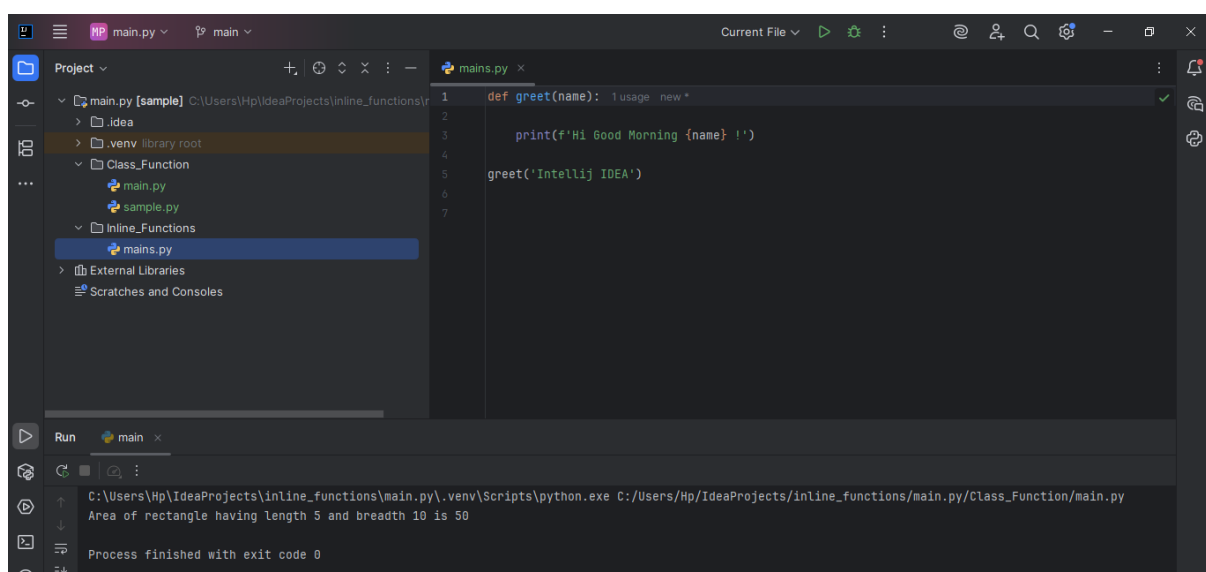 MP main.py main Current File
Project
mains.py
main.py [sample] C:\Users\Hp\IdeaProjects\inline_functions\
.idea
.venv library root
Class_Function
main.py
sample.py
Inline_Functions
mains.py
External Libraries
Scratches and Consoles
1 def greet(name): 1 usage new *
2
3 print(f'Hi Good Morning {name} !')
4
5 greet('Intellij IDEA')
6
7
Run main
C:\Users\Hp\IdeaProjects\inline_functions\main.py\.venv\Scripts\python.exe C:/Users/Hp/IdeaProjects/inline_functions/main.py/Class_Function/main.py
Area of rectangle having length 5 and breadth 10 is 50
Process finished with exit code 0